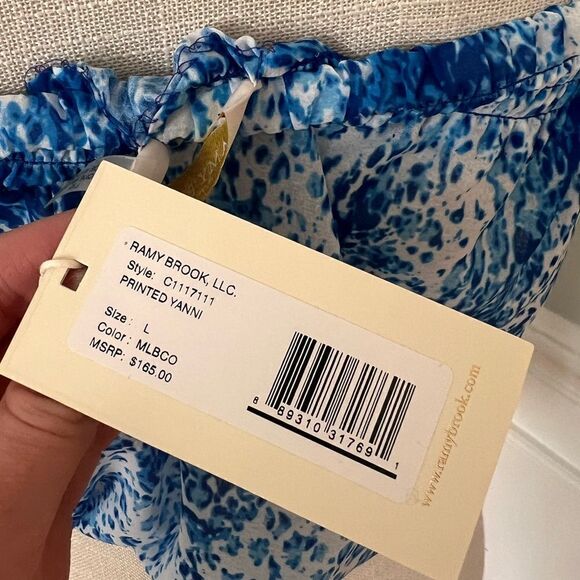 RAMY BROOK, LLC.
Style: C1117111
PRINTED YANNI
Size: L
Color: MLBCO
MSRP: $165.00
8 89310 31769 1
www.ramybrook.com